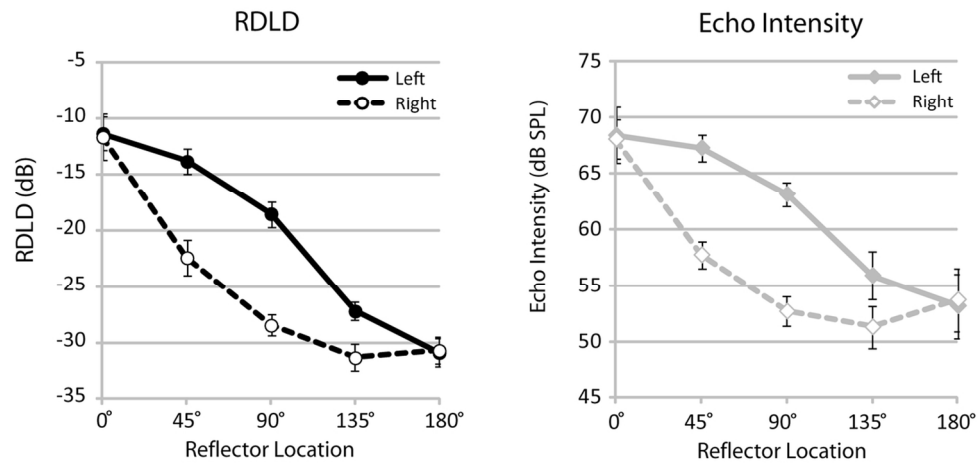 RDLD
RDLD (dB)
-5
-10
-15
-20
-25
-30
-35
Left
Right
0°
45°
90°
135°
180°
Reflector Location
Echo Intensity
Echo Intensity (dB SPL)
75
70
65
60
55
50
45
Left
Right
0°
45°
90°
135°
180°
Reflector Location